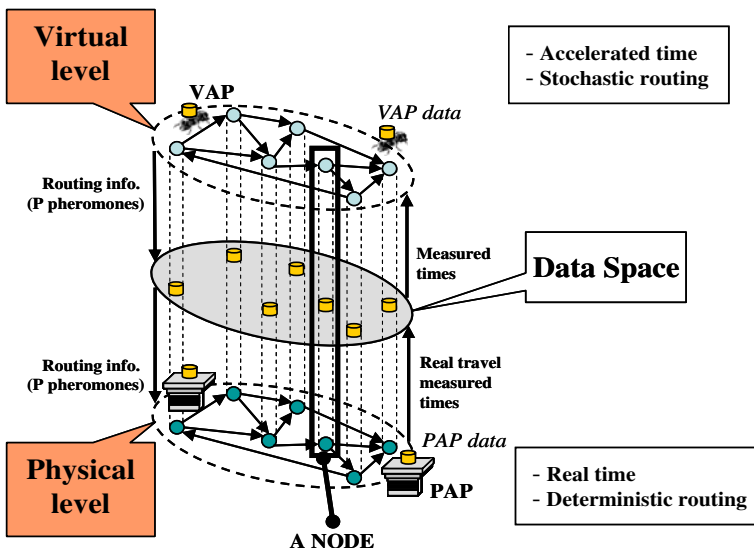 Virtual
level
- Accelerated time
- Stochastic routing
VAP
VAP data
Routing info.
(P pheromones)
Measured
times
Data Space
Routing info.
(P pheromones)
Real travel
measured
times
PAP data
Physical
level
PAP
- Real time
- Deterministic routing
A NODE